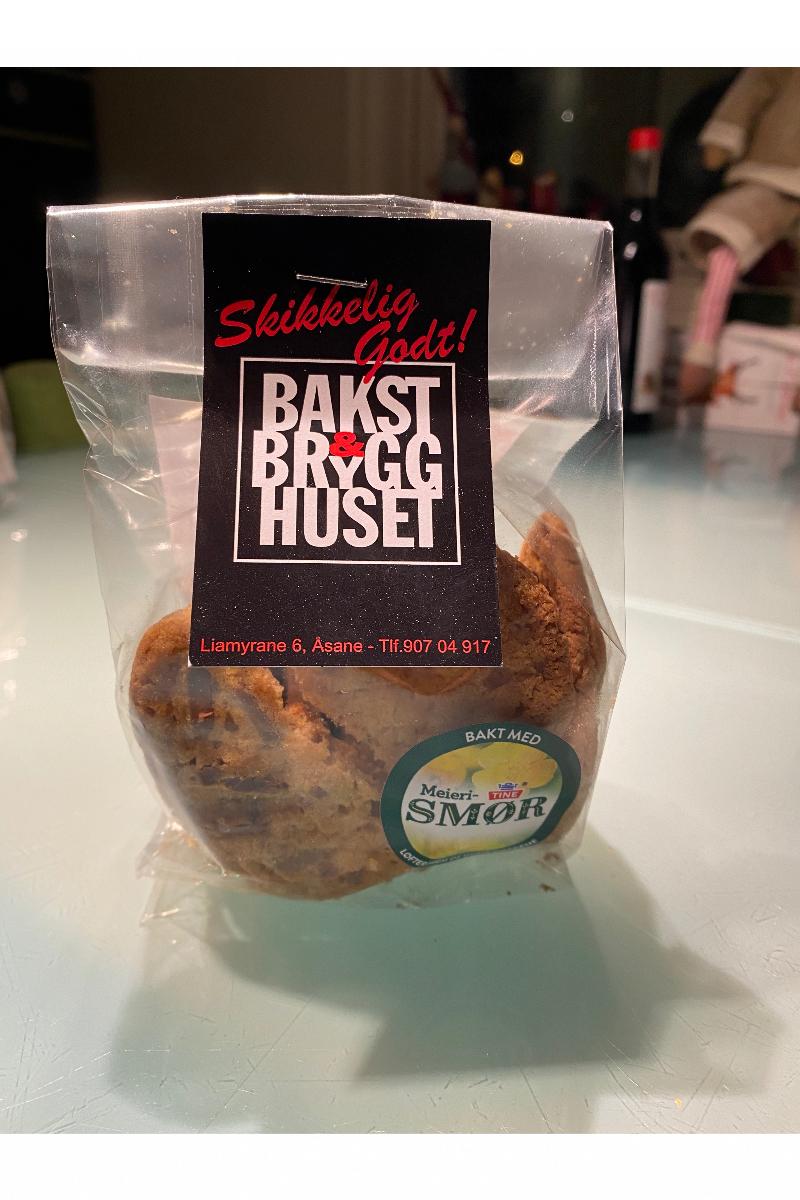 Skikkelig
Godt!
BAKST
&
BRYGG
HUSET
Liamyrane 6, Åsane - Tlf.907 04 917
BAKT MED
Meieri-
TINE
SMØR